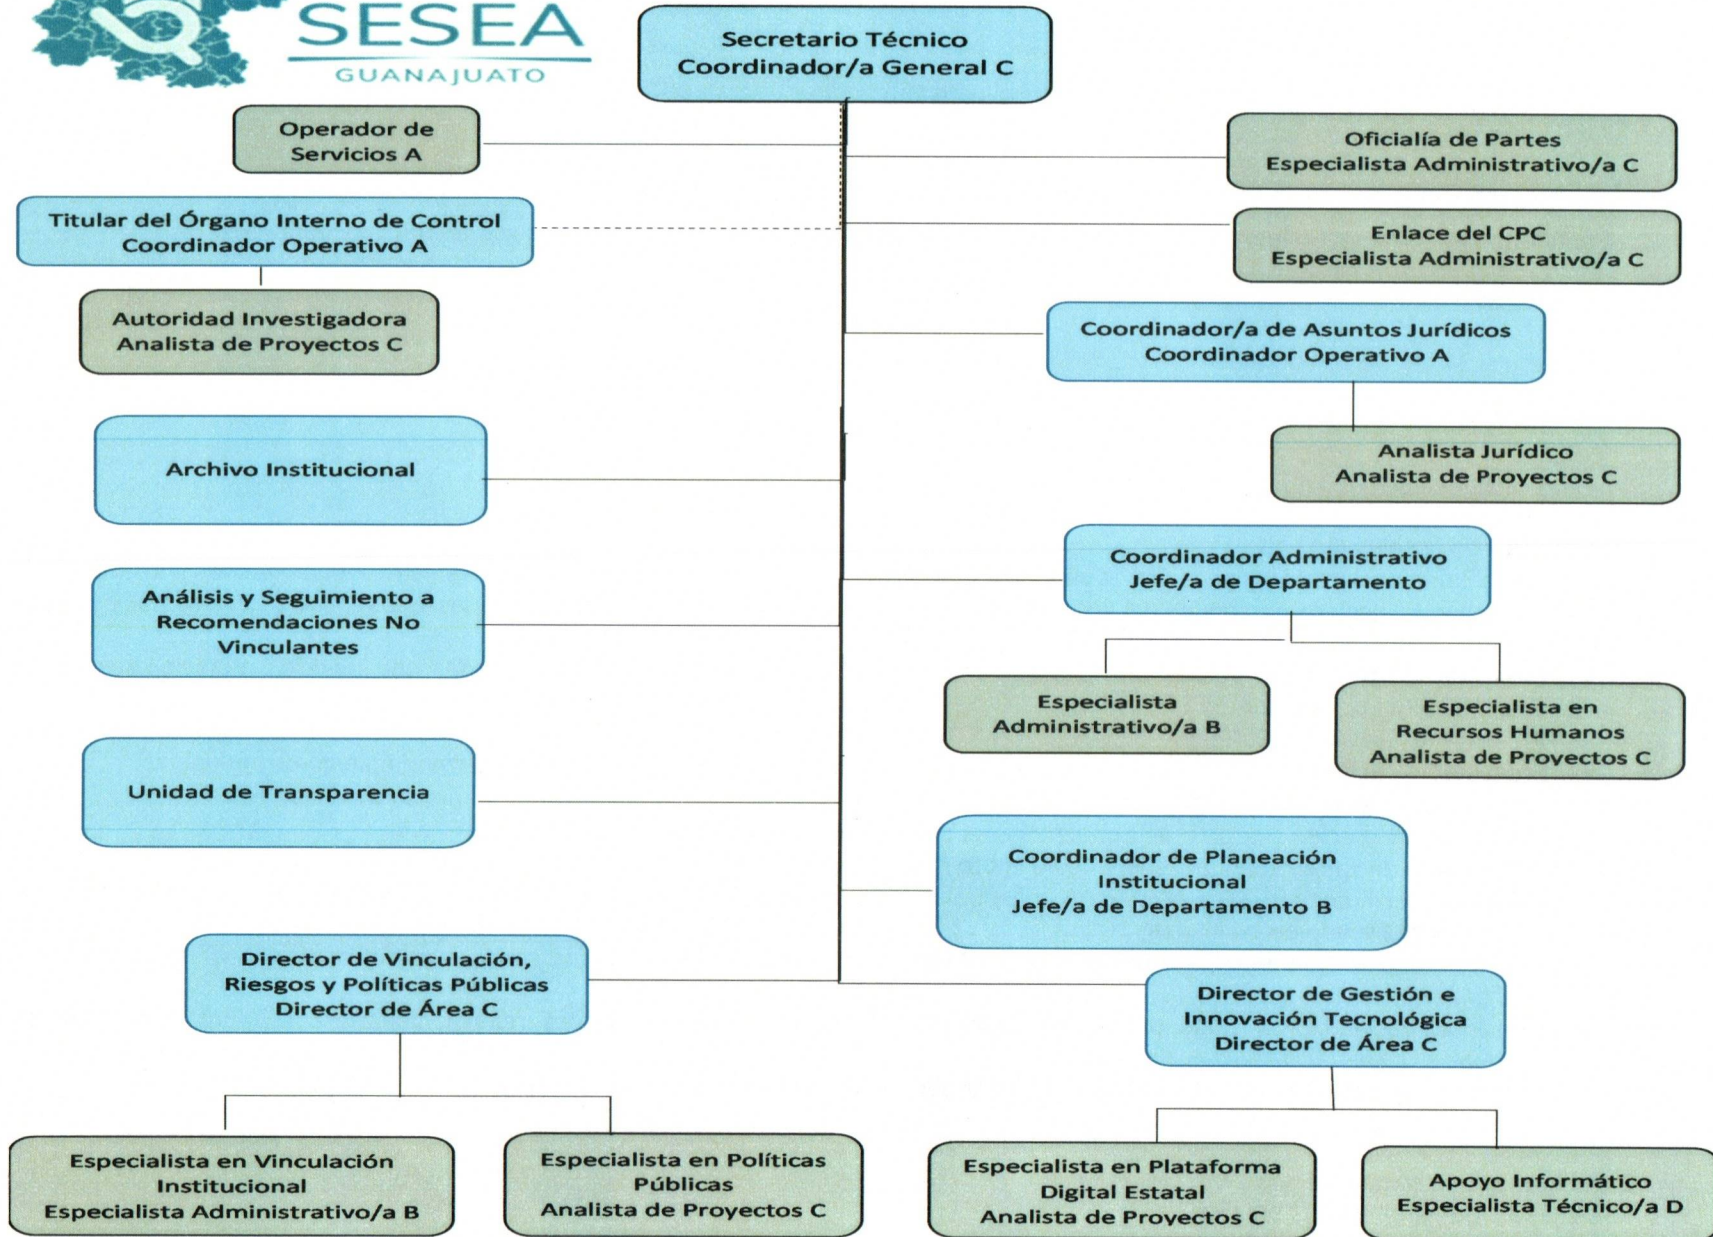 SESEA
GUANAJUATO
Secretario Técnico
Coordinador/a General C
Operador de
Servicios A
Oficialía de Partes
Especialista Administrativo/a C
Titular del Órgano Interno de Control
Coordinador Operativo A
Enlace del CPC
Especialista Administrativo/a C
Autoridad Investigadora
Analista de Proyectos C
Coordinador/a de Asuntos Jurídicos
Coordinador Operativo A
Archivo Institucional
Analista Jurídico
Analista de Proyectos C
Coordinador Administrativo
Jefe/a de Departamento
Análisis y Seguimiento a
Recomendaciones No
Vinculantes
Especialista
Administrativo/a B
Especialista en
Recursos Humanos
Analista de Proyectos C
Unidad de Transparencia
Coordinador de Planeación
Institucional
Jefe/a de Departamento B
Director de Vinculación,
Riesgos y Políticas Públicas
Director de Área C
Director de Gestión e
Innovación Tecnológica
Director de Área C
Especialista en Vinculación
Institucional
Especialista Administrativo/a B
Especialista en Políticas
Públicas
Analista de Proyectos C
Especialista en Plataforma
Digital Estatal
Analista de Proyectos C
Apoyo Informático
Especialista Técnico/a D